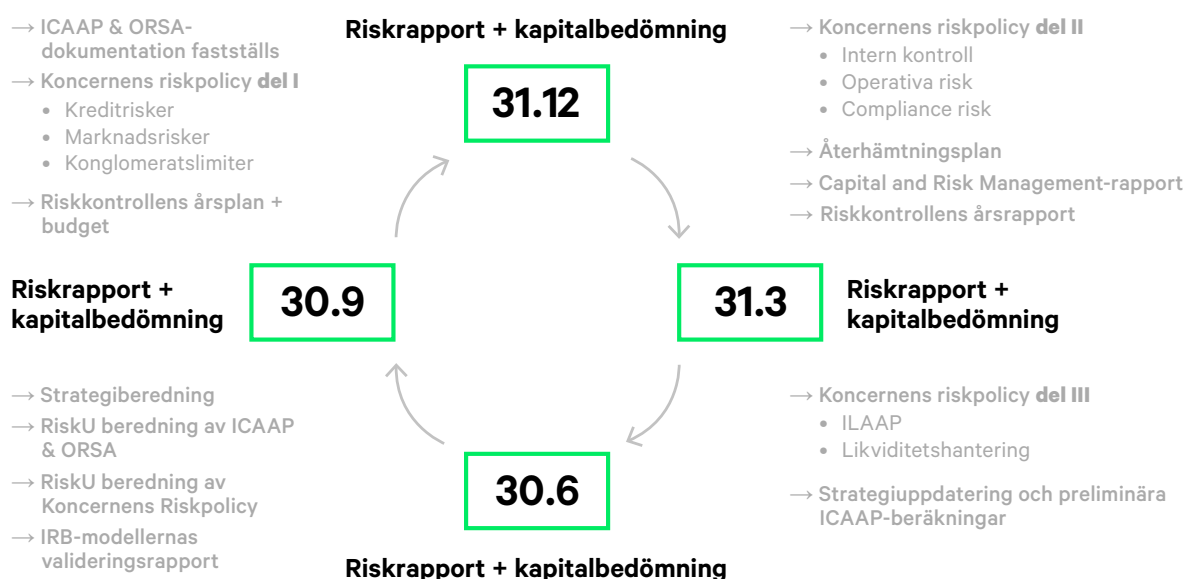 → ICAAP & ORSA-
dokumentation fastställs
→ Koncernens riskpolicy del I
• Kreditrisker
• Marknadsrisker
• Konglomeratslimiter
→ Riskkontrollens årsplan +
budget
Riskrapport + kapitalbedömning
31.12
→ Koncernens riskpolicy del II
• Intern kontroll
• Operativa risk
• Compliance risk
→ Återhämtningsplan
→ Capital and Risk Management-rapport
→ Riskkontrollens årsrapport
Riskrapport +
kapitalbedömning
30.9
31.3
Riskrapport +
kapitalbedömning
→ Strategiberedning
→ RiskU beredning av ICAAP
& ORSA
→ RiskU beredning av
Koncernens Riskpolicy
→ IRB-modellernas
valideringsrapport
30.6
Riskrapport + kapitalbedömning
→ Koncernens riskpolicy del III
• ILAAP
• Likviditetshantering
→ Strategiuppdatering och preliminära
ICAAP-beräkningar